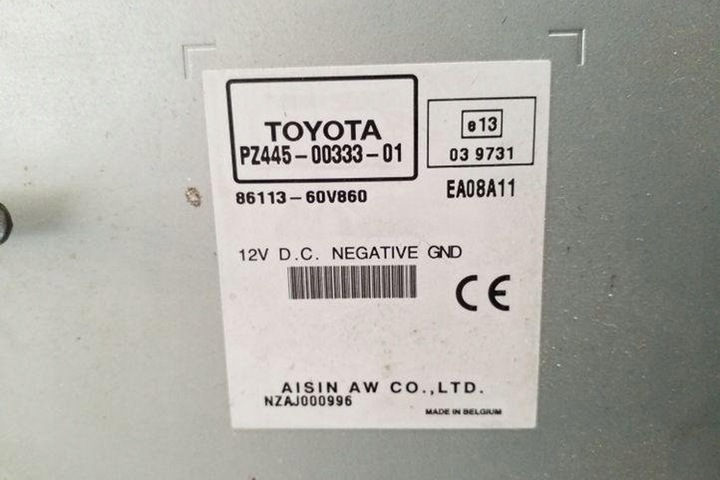 TOYOTA
PZ445-00333-01
e13
03 9731
86113-60V860
EA08A11
12V D.C. NEGATIVE GND
CE
AISIN AW CO.,LTD.
NZAJ000996
MADE IN BELGIUM